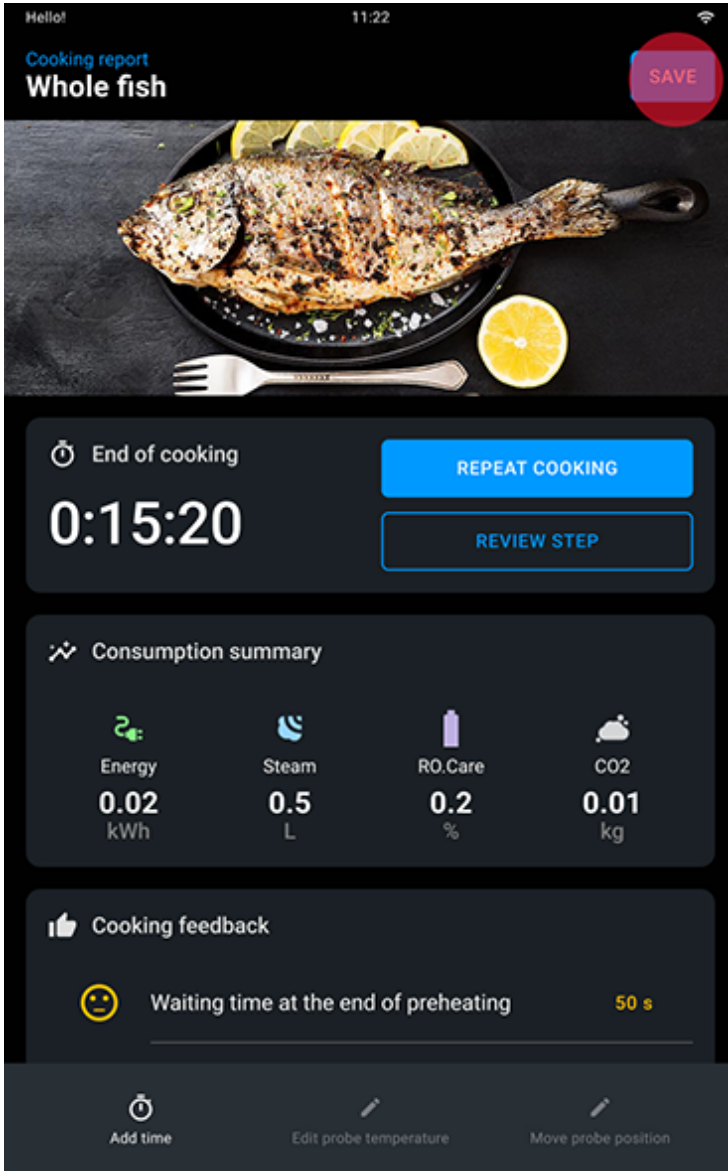 Hello!
11:22
Cooking report
Whole fish
SAVE
End of cooking
0:15:20
REPEAT COOKING
REVIEW STEP
Consumption summary
Energy
Steam
RO.Care
CO2
0.02
0.5
0.2
0.01
kWh
L
%
kg
Cooking feedback
Waiting time at the end of preheating
50 s
Add time
Edit probe temperature
Move probe position